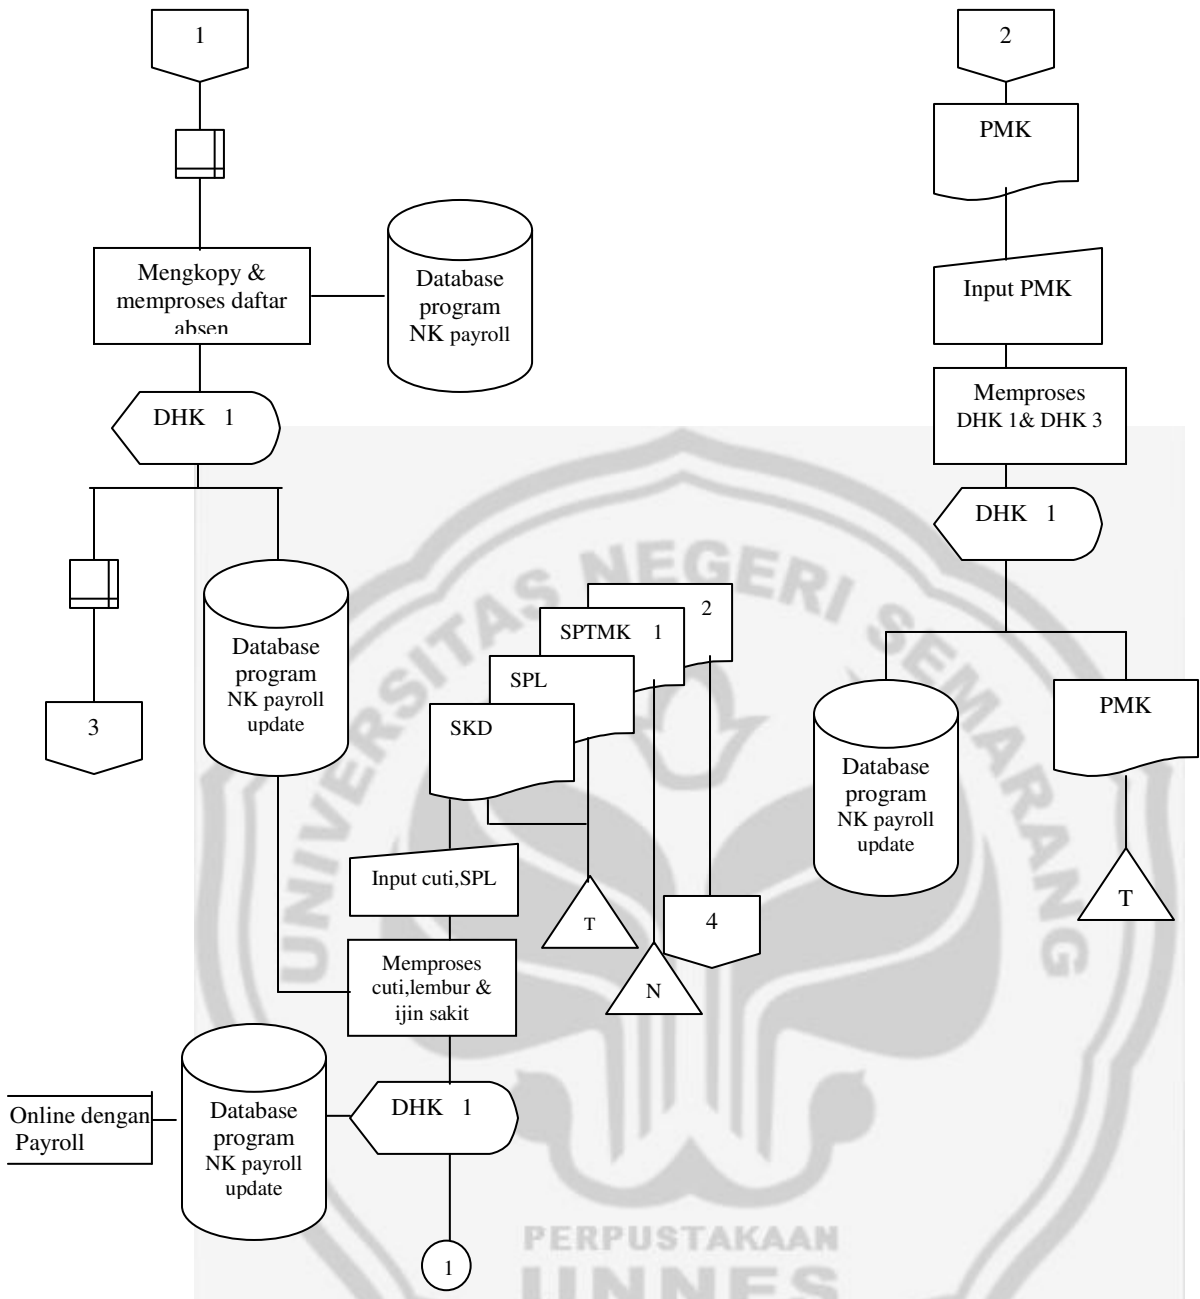 1
2
PMK
Mengkopy &
memproses daftar
absen
Database
program
NK payroll
Input PMK
Memproses
DHK 1& DHK 3
DHK 1
DHK 1
3
Database
program
NK payroll
update
2
SPTMK 1
SPL
SKD
Input cuti,SPL
T
N
4
Memproses
cuti,lembur &
ijin sakit
Database
program
NK payroll
update
PMK
T
Online dengan
Payroll
Database
program
NK payroll
update
DHK 1
1
UNIVERSITAS NEGERI SEMARANG
PERPUSTAKAAN
UNNES